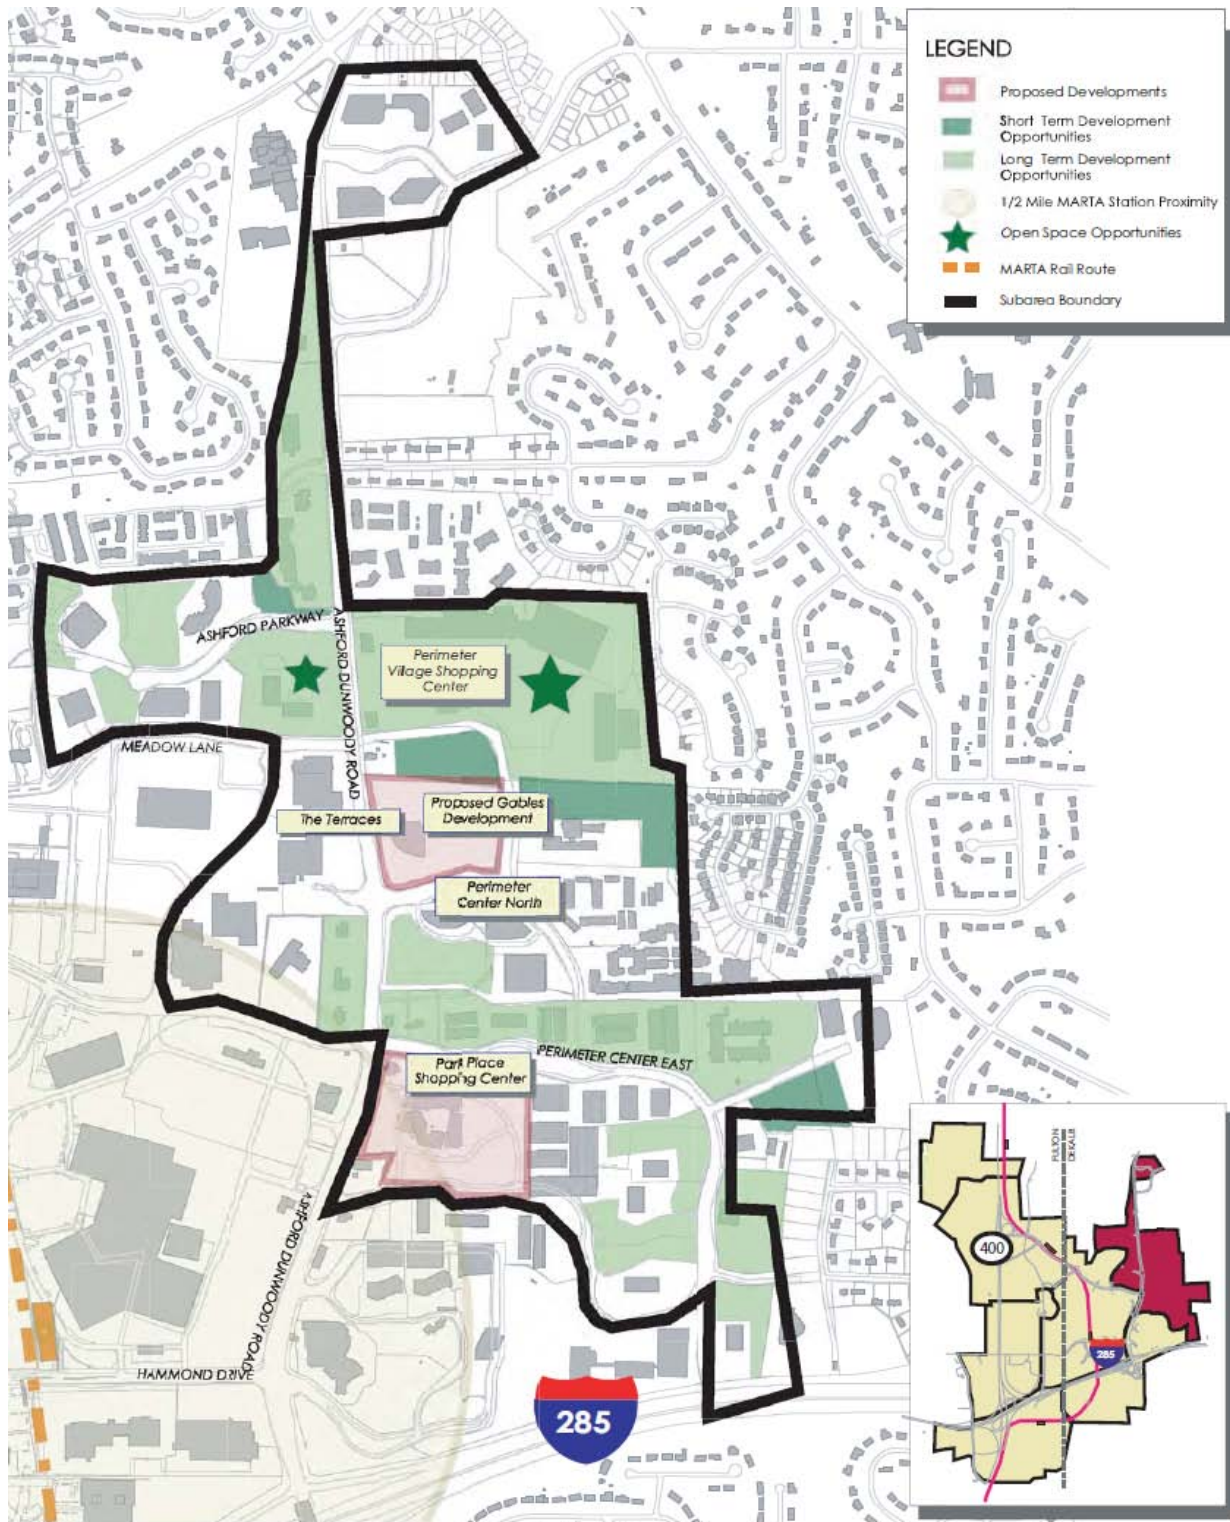 LEGEND
Proposed Developments
Short Term Development
Opportunities
Long Term Development
Opportunities
1/2 Mile MARTA Station Proximity
Open Space Opportunities
MARTA Rail Route
Subarea Boundary
ASHFORD PARKWAY
ASHFORD DUNWOODY ROAD
Perimeter
Village Shopping
Center
MEADOW LANE
The Terraces
Proposed Gables
Development
Perimeter
Center North
PERIMETER CENTER EAST
Park Place
Shopping Center
ASHFORD DUNWOODY ROAD
HAMMOND DRIVE
285
FULTON
DEKALB
400
285